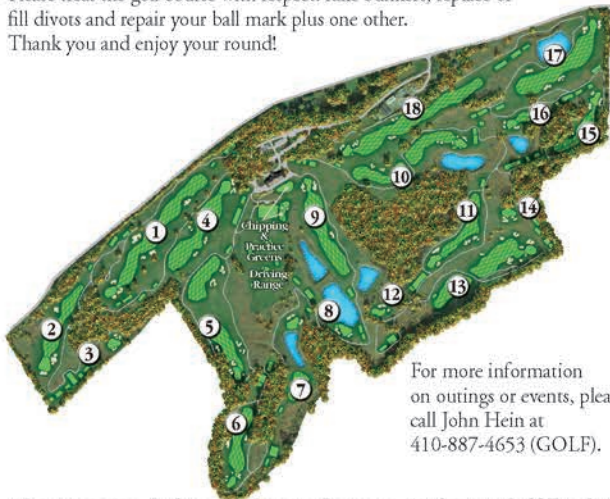 fill divots and repair your ball mark plus one other.
Thank you and enjoy your round!
17
18
16
15
10
11
14
9
4
1
Chipping
&
Practice
Greens
Driving
Range
2
3
5
8
12
13
7
6
For more information
on outings or events, plea
call John Hein at
410-887-4653 (GOLF).